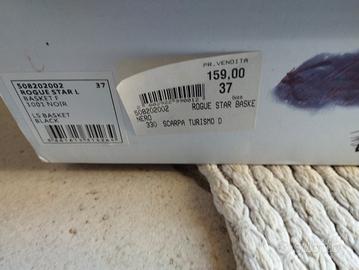 508202002 37
ROGUE STAR L
BASKET F
1001 NOIR
LS BASKET
BLACK
PR.VENDITA
159,00
37
508202002 ROGUE STAR BASKE
NERO
330 SCARPA TURISMO D